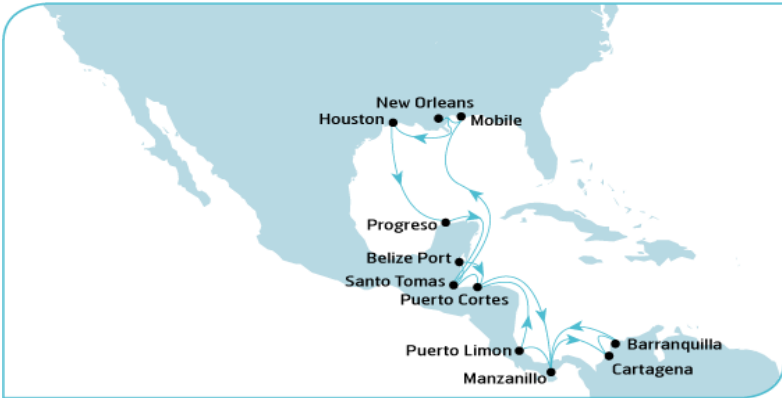 New Orleans
Houston
Mobile
Progreso
Belize Port
Santo Tomas
Puerto Cortes
Puerto Limon
Barranquilla
Cartagena
Manzanillo